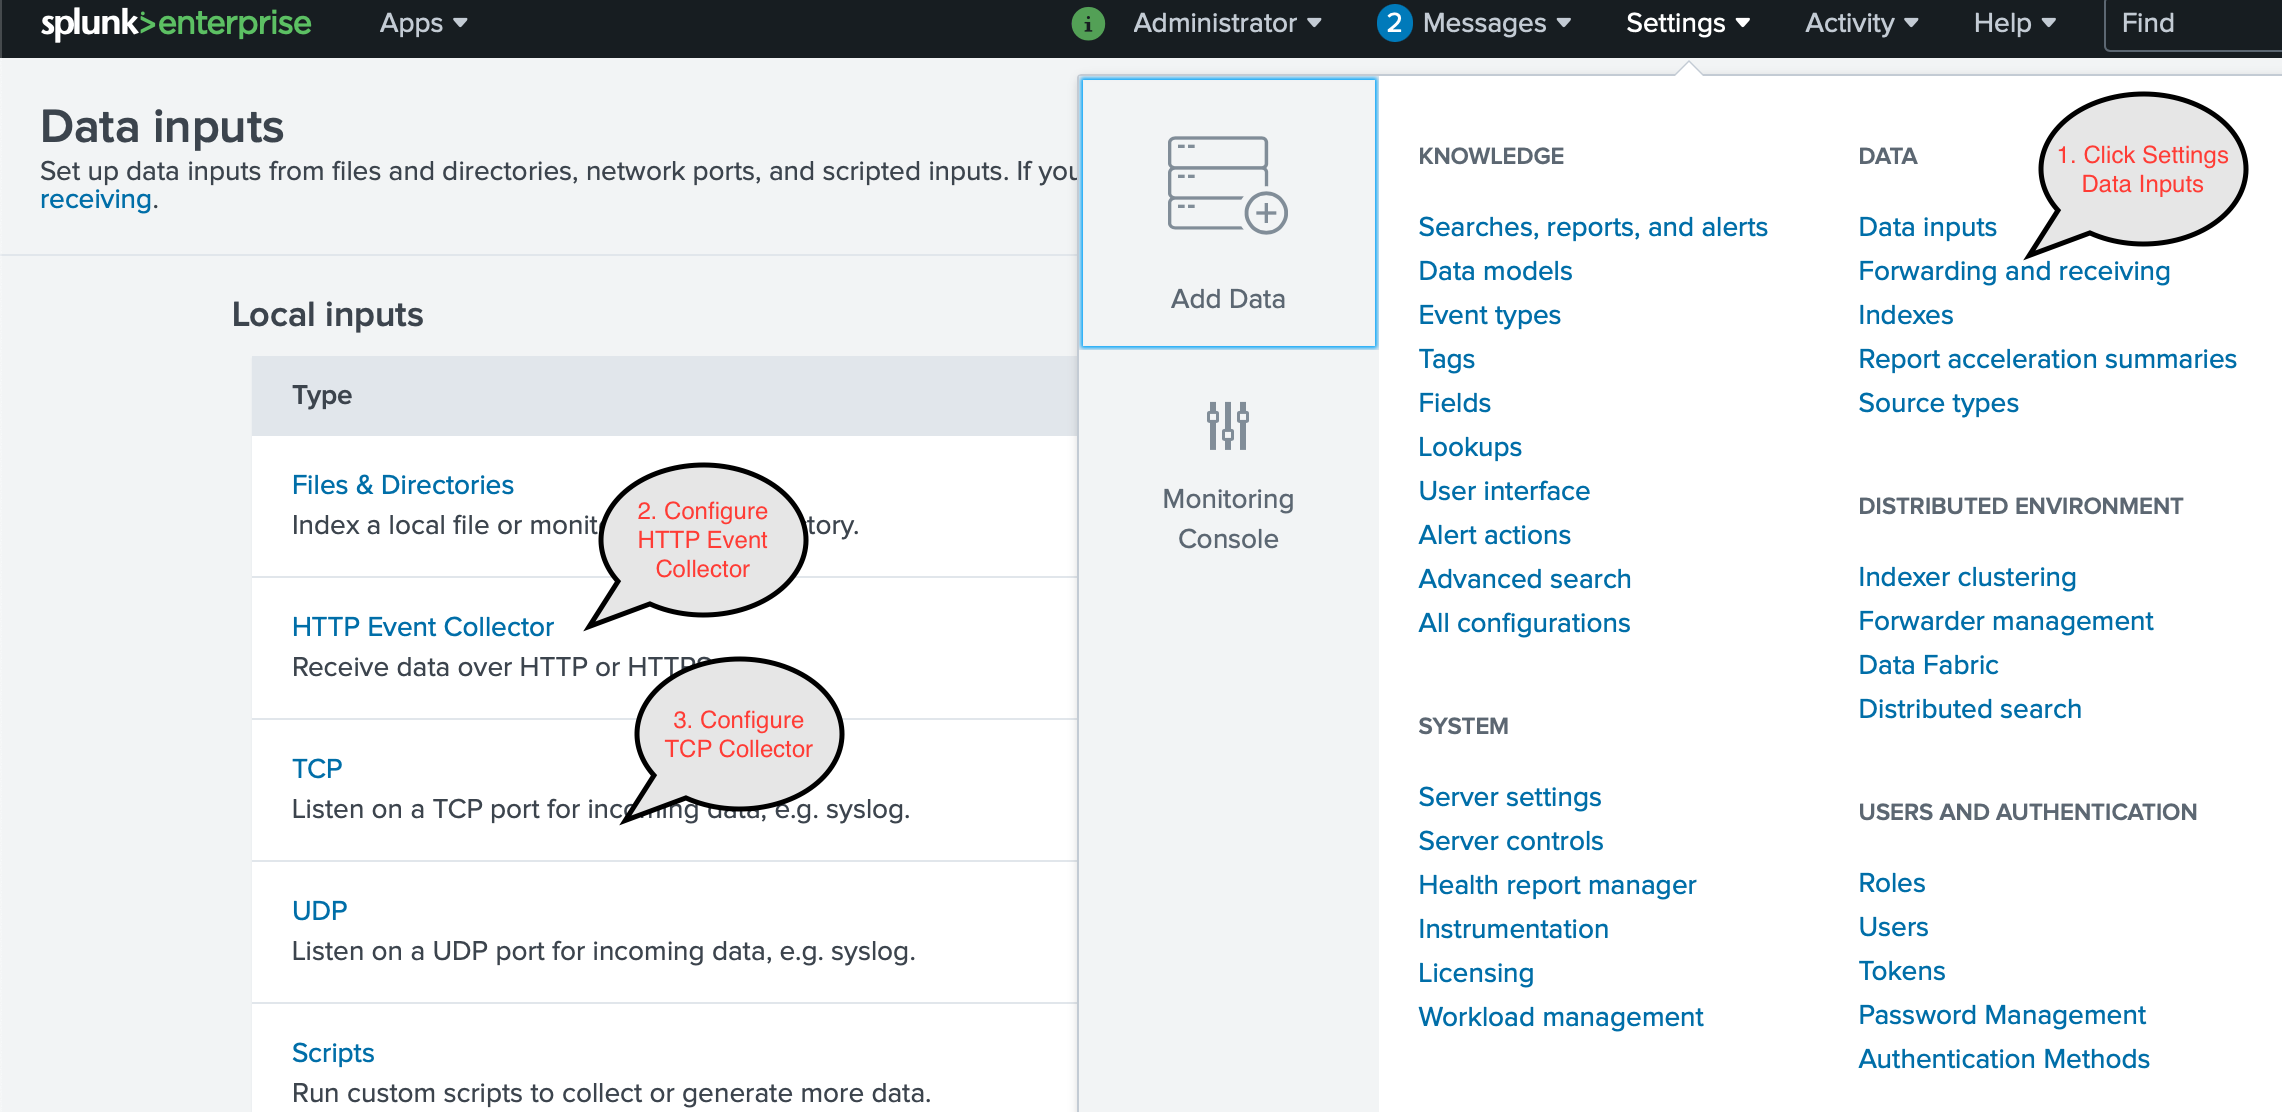 splunk>enterprise
Apps
i
Administrator
2
Messages
Settings
Activity
Help
Find
Data inputs
Set up data inputs from files and directories, network ports, and scripted inputs. If you
receiving.
Local inputs
Type
Files & Directories
Index a local file or monit tory.
HTTP Event Collector
Receive data over HTTP or HTTPS
TCP
Listen on a TCP port for incoming data, e.g. syslog.
UDP
Listen on a UDP port for incoming data, e.g. syslog.
Scripts
Run custom scripts to collect or generate more data.
2. Configure
HTTP Event
Collector
3. Configure
TCP Collector
Add Data
Monitoring
Console
KNOWLEDGE
Searches, reports, and alerts
Data models
Event types
Tags
Fields
Lookups
User interface
Alert actions
Advanced search
All configurations
SYSTEM
Server settings
Server controls
Health report manager
Instrumentation
Licensing
Workload management
DATA
Data inputs
Forwarding and receiving
Indexes
Report acceleration summaries
Source types
1. Click Settings
Data Inputs
DISTRIBUTED ENVIRONMENT
Indexer clustering
Forwarder management
Data Fabric
Distributed search
USERS AND AUTHENTICATION
Roles
Users
Tokens
Password Management
Authentication Methods